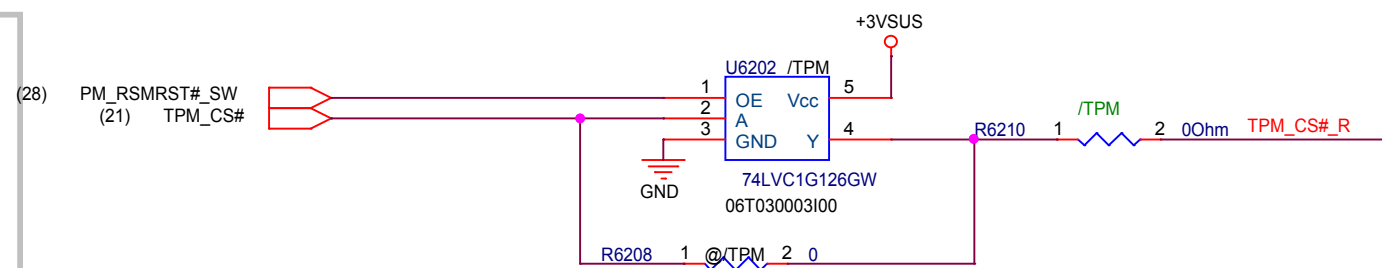 +3VSUS
U6202 /TPM
(28) PM_RSMRST#_SW 1 OE Vcc 5
(21) TPM_CS# 2 A
3 GND Y 4
/TPM
R6210 1 2 0Ohm TPM_CS#_R
GND
74LVC1G126GW
06T030003I00
R6208 1 @/TPM 2 0